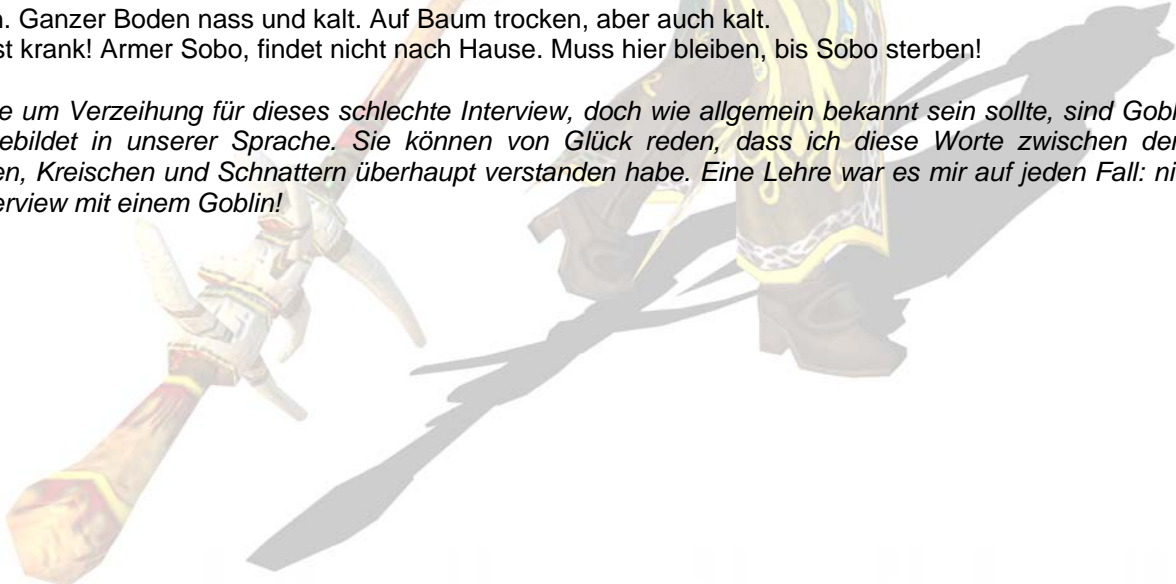 n. Ganzer Boden nass und kalt. Auf Baum trocken, aber auch kalt.
st krank! Armer Sobo, findet nicht nach Hause. Muss hier bleiben, bis Sobo sterben!
e um Verzeihung für dieses schlechte Interview, doch wie allgemein bekannt sein sollte, sind Gobl
ebildet in unserer Sprache. Sie können von Glück reden, dass ich diese Worte zwischen der
en, Kreischen und Schnattern überhaupt verstanden habe. Eine Lehre war es mir auf jeden Fall: ni
erview mit einem Goblin!